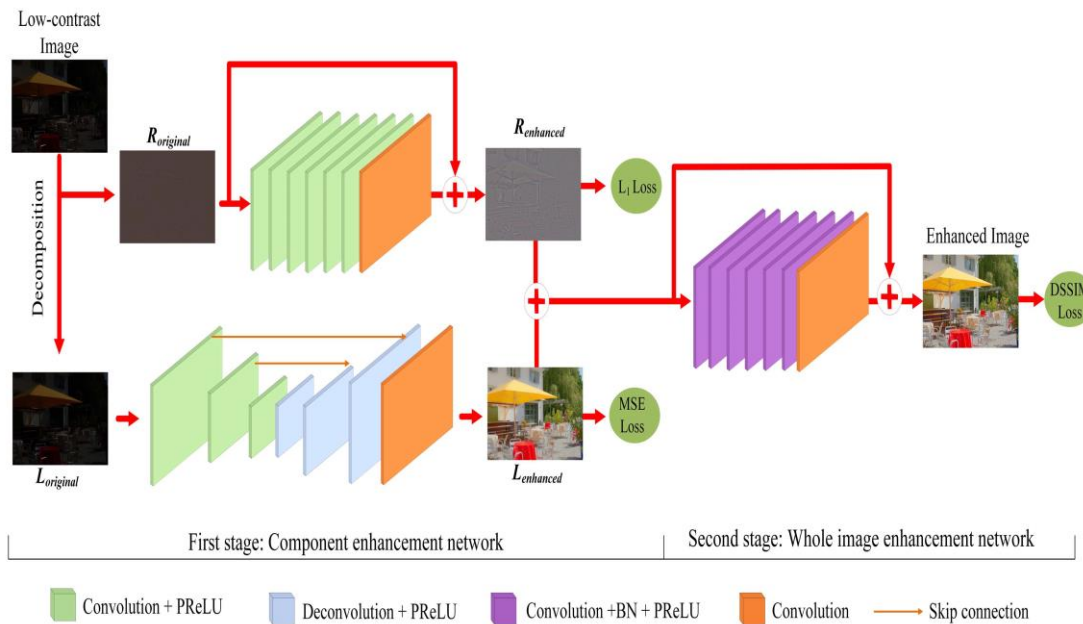 Low-contrast
Image
R_original
Decomposition
L_original
R_enhanced
L₁ Loss
L_enhanced
MSE
Loss
Enhanced Image
DSSIM
Loss
First stage: Component enhancement network
Second stage: Whole image enhancement network
Convolution + PReLU
Deconvolution + PReLU
Convolution +BN + PReLU
Convolution
Skip connection